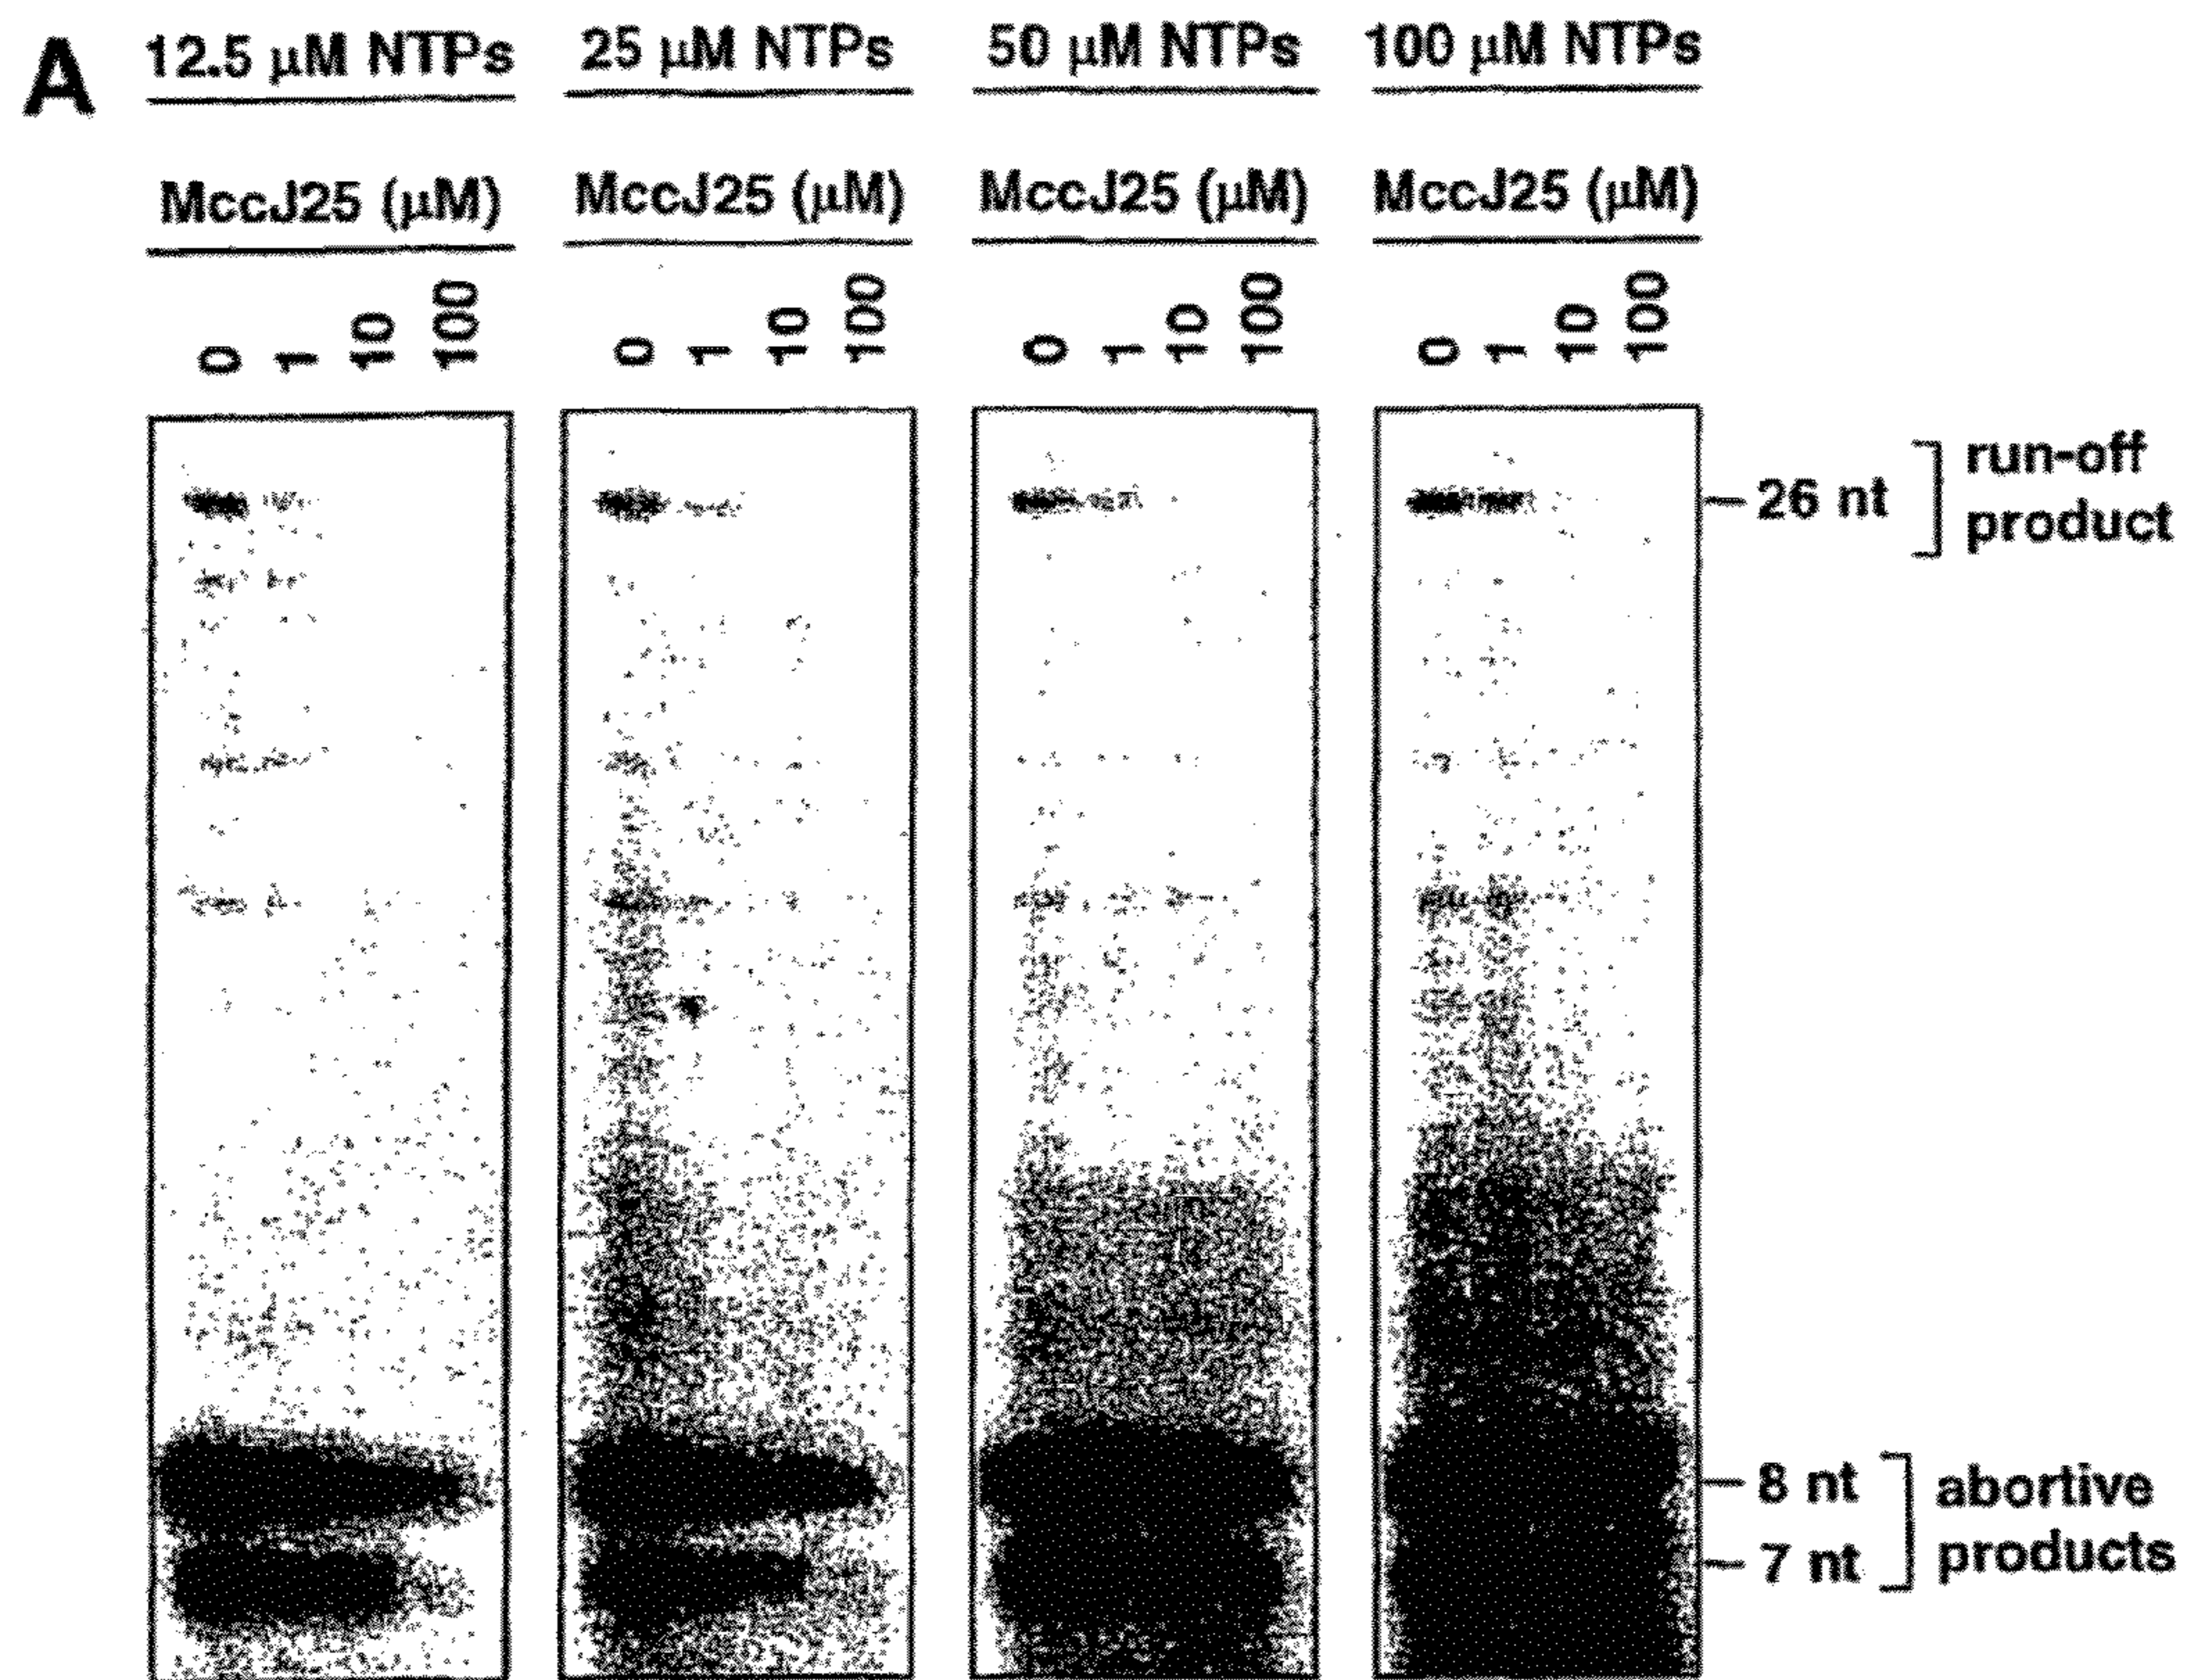 A
12.5 μM NTPs 25 μM NTPs 50 μM NTPs 100 μM NTPs
MccJ25 (μM) MccJ25 (μM) MccJ25 (μM) MccJ25 (μM)
0 1 10 100 0 1 10 100 0 1 10 100 0 1 10 100
26 nt
run-off
product
8 nt
7 nt
abortive
products